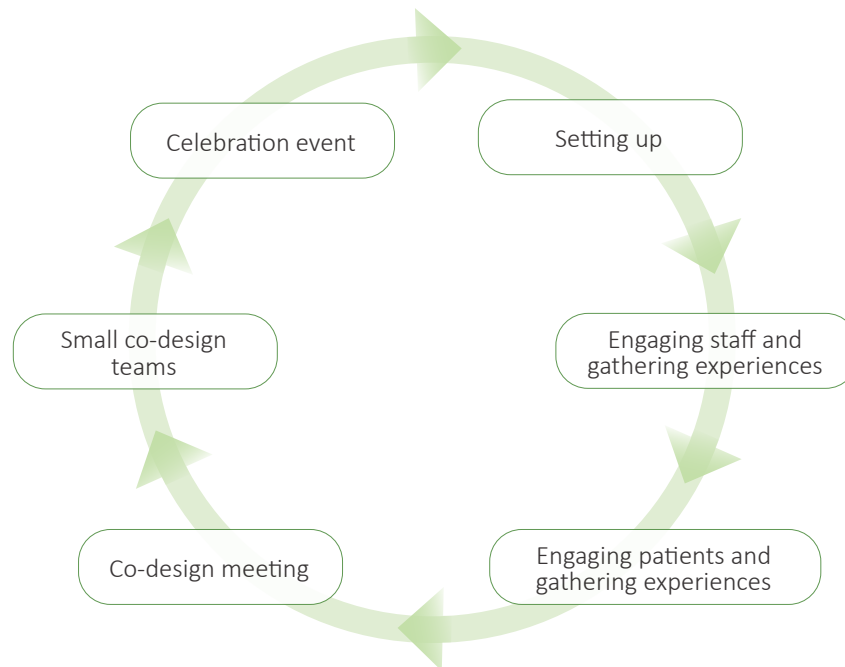 Celebration event
Setting up
Small co-design
teams
Engaging staff and
gathering experiences
Co-design meeting
Engaging patients and
gathering experiences